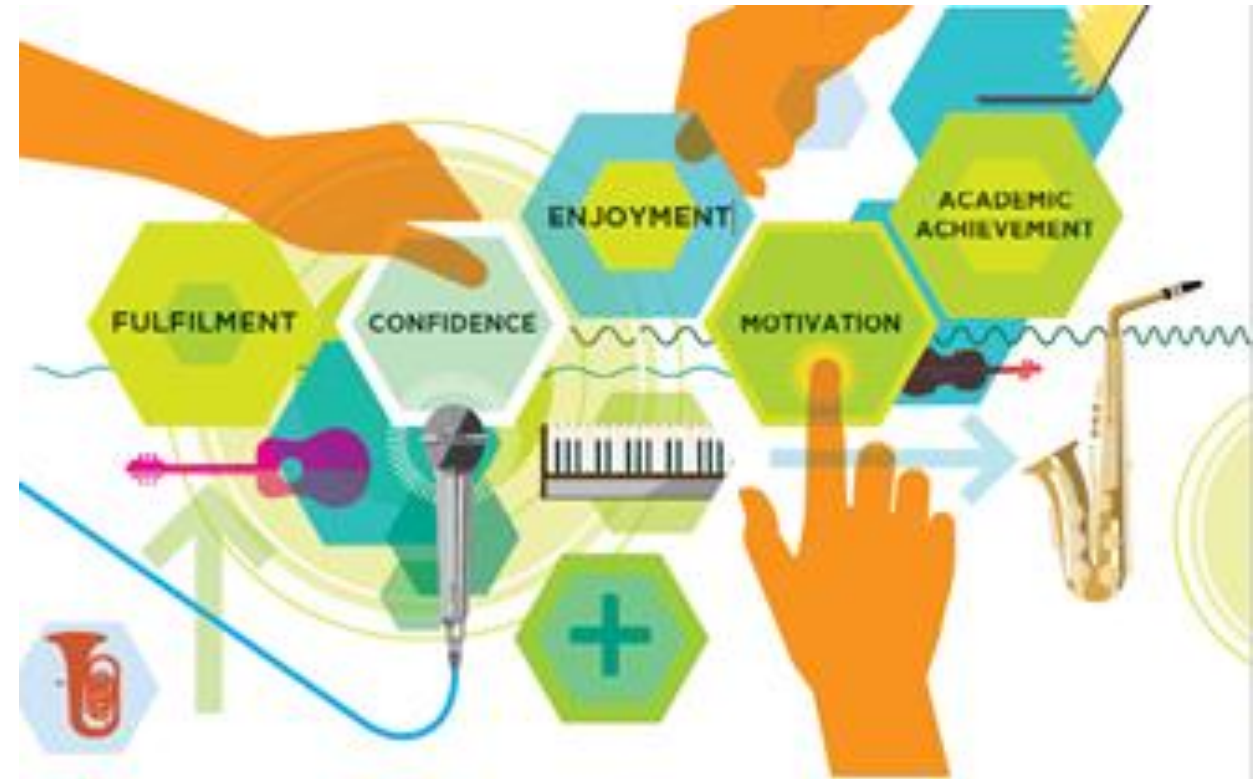 FULFILMENT
CONFIDENCE
ENJOYMENT
MOTIVATION
ACADEMIC
ACHIEVEMENT